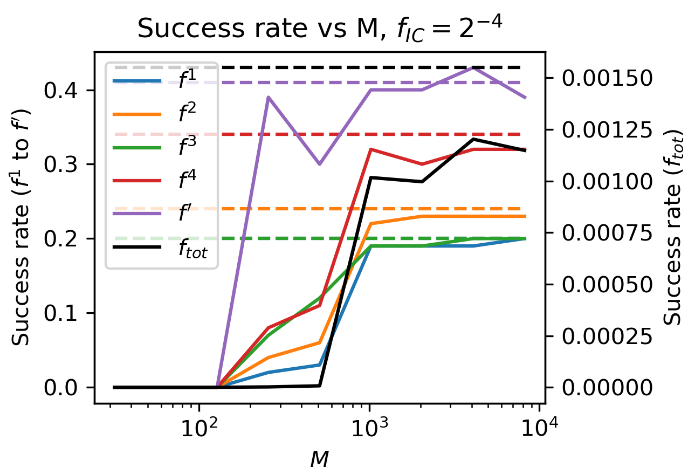 Success rate vs M, f_{IC} = 2^{-4}
Success rate (f^1 to f')
0.4
0.3
0.2
0.1
0.0
f^1
f^2
f^3
f^4
f'
f_{tot}
0.00150
0.00125
0.00100
0.00075
0.00050
0.00025
0.00000
Success rate (f_{tot})
10^2
10^3
10^4
M